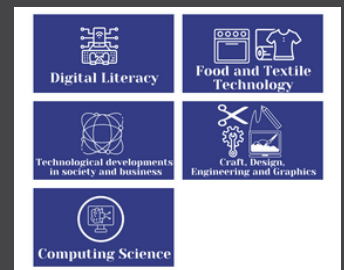 Digital Literacy
Food and Textile
Technology
Technological developments
in society and business
Craft, Design,
Engineering and Graphics
Computing Science